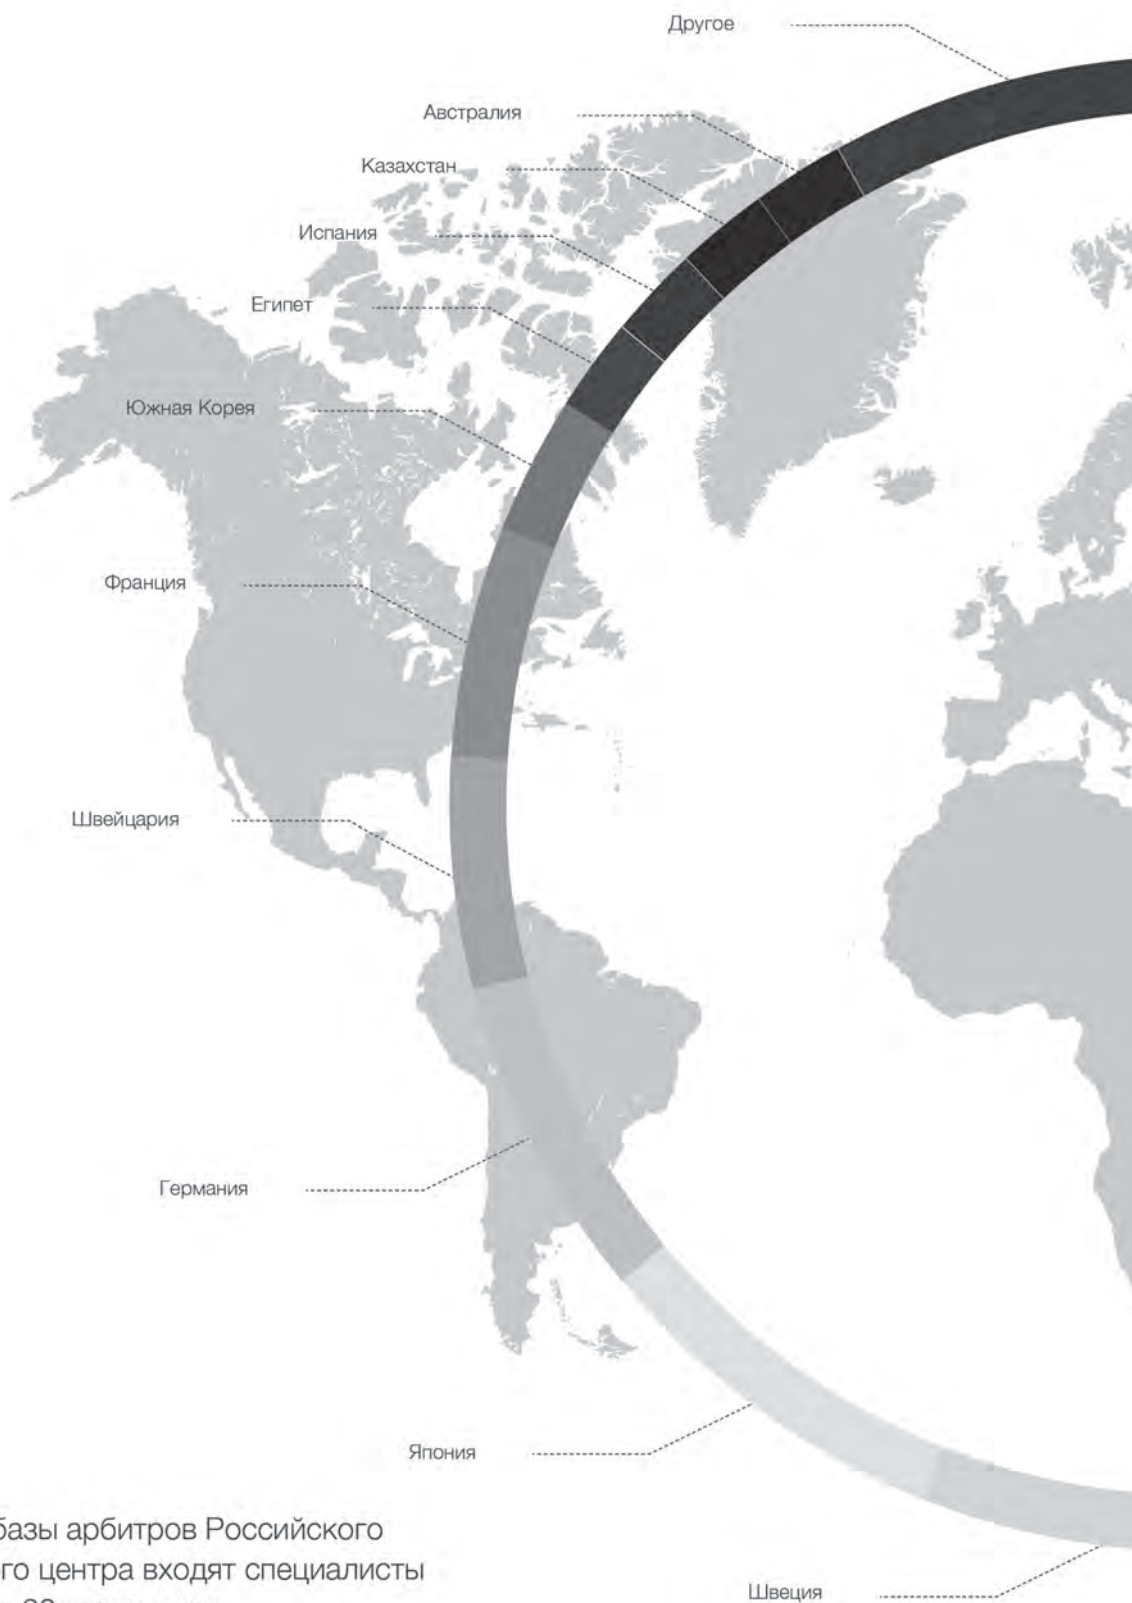 Другое
Австралия
Казахстан
Испания
Египет
Южная Корея
Франция
Швейцария
Германия
Япония
базы арбитров Российского
го центра входят специалисты
Швеция